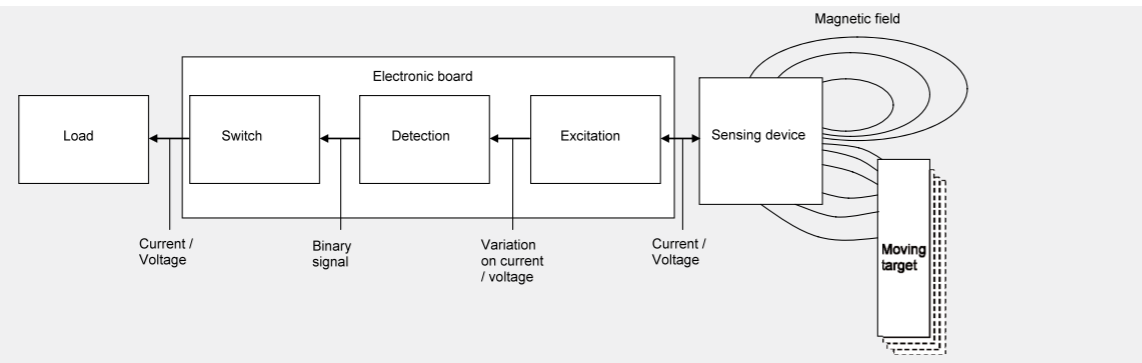 Magnetic field
Electronic board
Load
Switch
Detection
Excitation
Sensing device
Current /
Voltage
Binary
signal
Variation
on current
/ voltage
Current /
Voltage
Moving
target